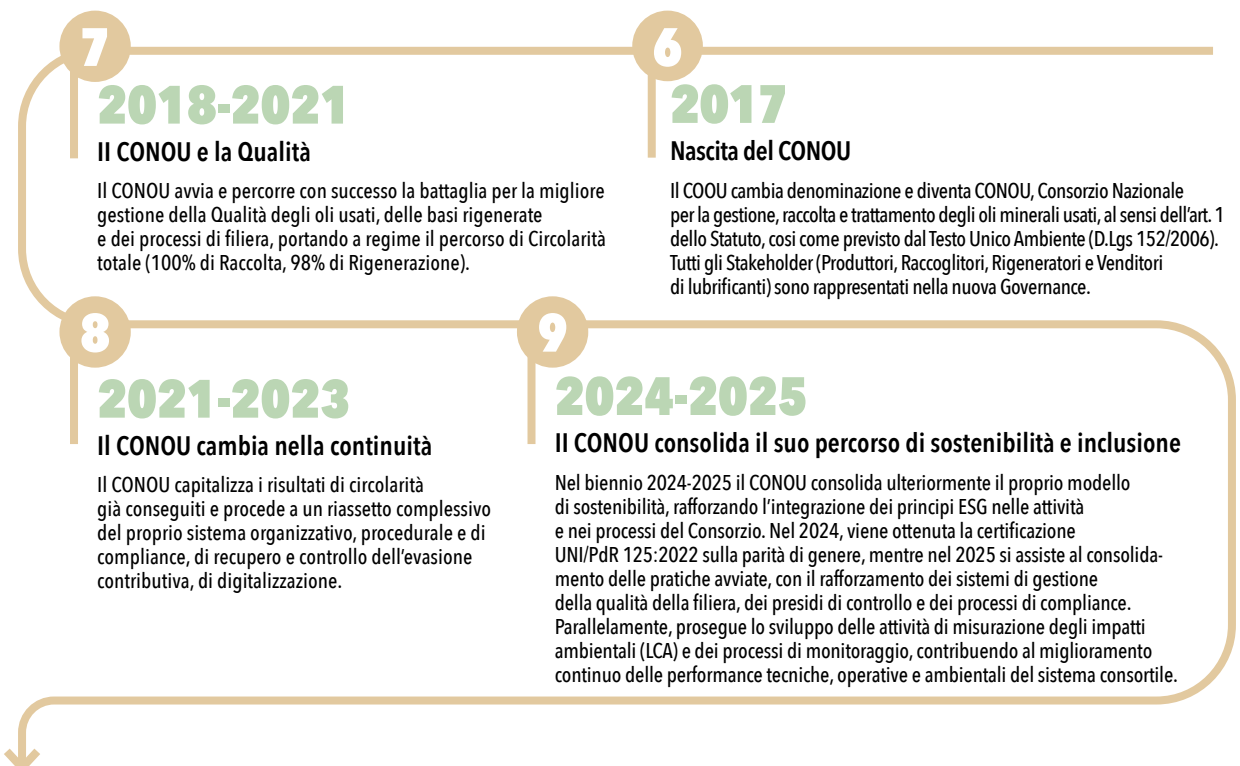 7
2018-2021
II CONOU e la Qualità
Il CONOU avvia e percorre con successo la battaglia per la migliore
gestione della Qualità degli oli usati, delle basi rigenerate
e dei processi di filiera, portando a regime il percorso di Circolarità
totale (100% di Raccolta, 98% di Rigenerazione).
6
2017
Nascita del CONOU
Il COOU cambia denominazione e diventa CONOU, Consorzio Nazionale
per la gestione, raccolta e trattamento degli oli minerali usati, al sensi dell'art. 1
dello Statuto, cosi come previsto dal Testo Unico Ambiente (D.Lgs 152/2006).
Tutti gli Stakeholder (Produttori, Raccoglitori, Rigeneratori e Venditori
di lubrificanti) sono rappresentati nella nuova Governance.
8
2021-2023
Il CONOU cambia nella continuità
Il CONOU capitalizza i risultati di circolarità
già conseguiti e procede a un riassetto complessivo
del proprio sistema organizzativo, procedurale e di
compliance, di recupero e controllo dell'evasione
contributiva, di digitalizzazione.
9
2024-2025
II CONOU consolida il suo percorso di sostenibilità e inclusione
Nel biennio 2024-2025 il CONOU consolida ulteriormente il proprio modello
di sostenibilità, rafforzando l'integrazione dei principi ESG nelle attività
e nei processi del Consorzio. Nel 2024, viene ottenuta la certificazione
UNI/PdR 125:2022 sulla parità di genere, mentre nel 2025 si assiste al consolida-
mento delle pratiche avviate, con il rafforzamento dei sistemi di gestione
della qualità della filiera, dei presidi di controllo e dei processi di compliance.
Parallelamente, prosegue lo sviluppo delle attività di misurazione degli impatti
ambientali (LCA) e dei processi di monitoraggio, contribuendo al miglioramento
continuo delle performance tecniche, operative e ambientali del sistema consortile.